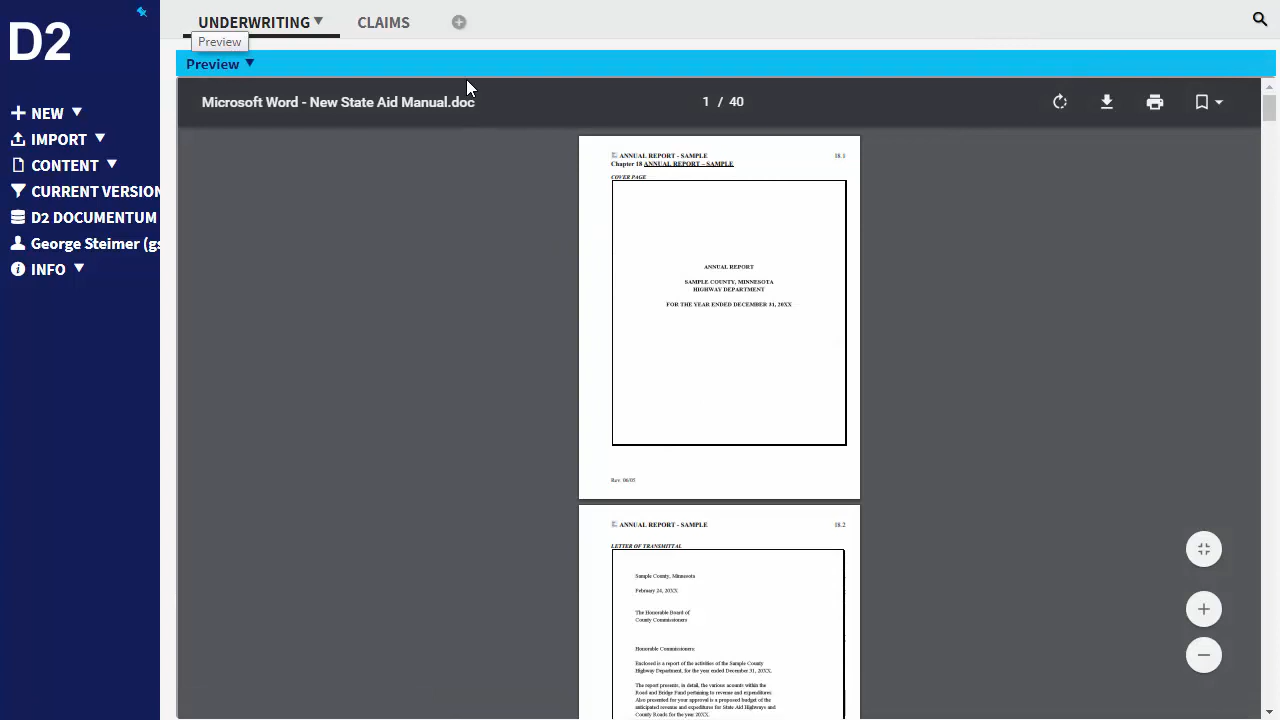 D2
UNDERWRITING
CLAIMS
Preview
Preview
NEW
IMPORT
CONTENT
CURRENT VERSION
D2 DOCUMENTUM
George Steimer (gs
INFO
Microsoft Word - New State Aid Manual.doc
1 / 40
ANNUAL REPORT - SAMPLE 18.1
Chapter 18 ANNUAL REPORT – SAMPLE
COVER PAGE
ANNUAL REPORT
SAMPLE COUNTY, MINNESOTA
HIGHWAY DEPARTMENT
FOR THE YEAR ENDED DECEMBER 31, 20XX
Rev. 06/05
ANNUAL REPORT - SAMPLE 18.2
LETTER OF TRANSMITTAL
Sample County, Minnesota
February 24, 20XX
The Honorable Board of
County Commissioners
Honorable Commissioners:
Enclosed is a report of the activities of the Sample County
Highway Department, for the year ended December 31, 20XX.
The report presents, in detail, the various acounts within the
Road and Bridge Fund pertaining to revenue and expenditures.
Also presented for your approval is a proposed budget of the
anticipated revenue and expeditures for State Aid Highways and
County Roads for the year 20XX.